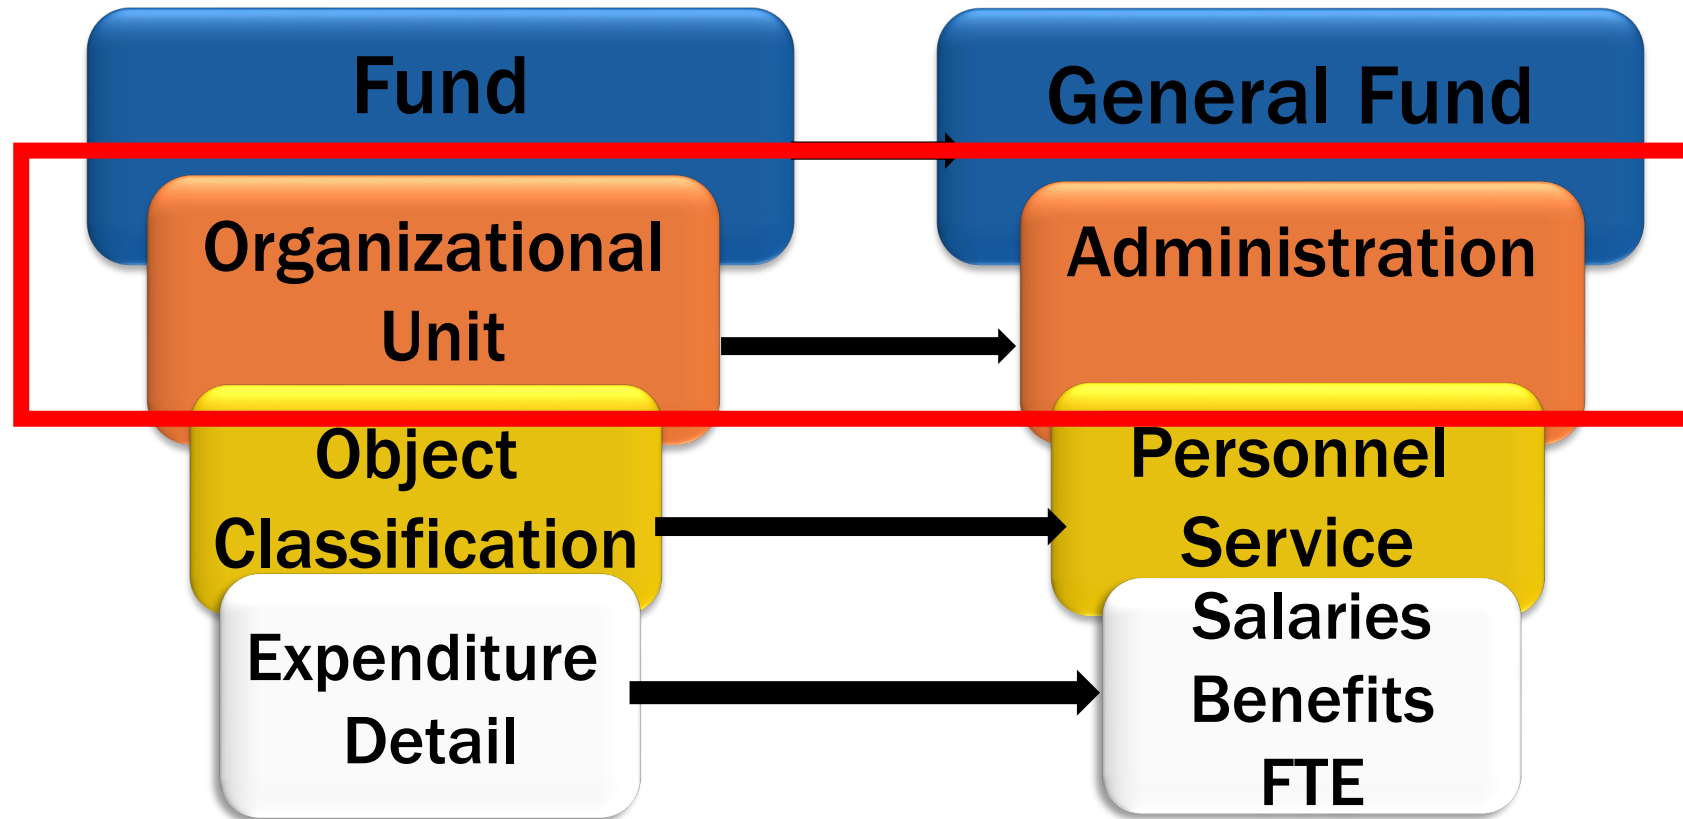 Fund
General Fund
Organizational
Unit
Administration
Object
Classification
Personnel
Service
Expenditure
Detail
Salaries
Benefits
FTE